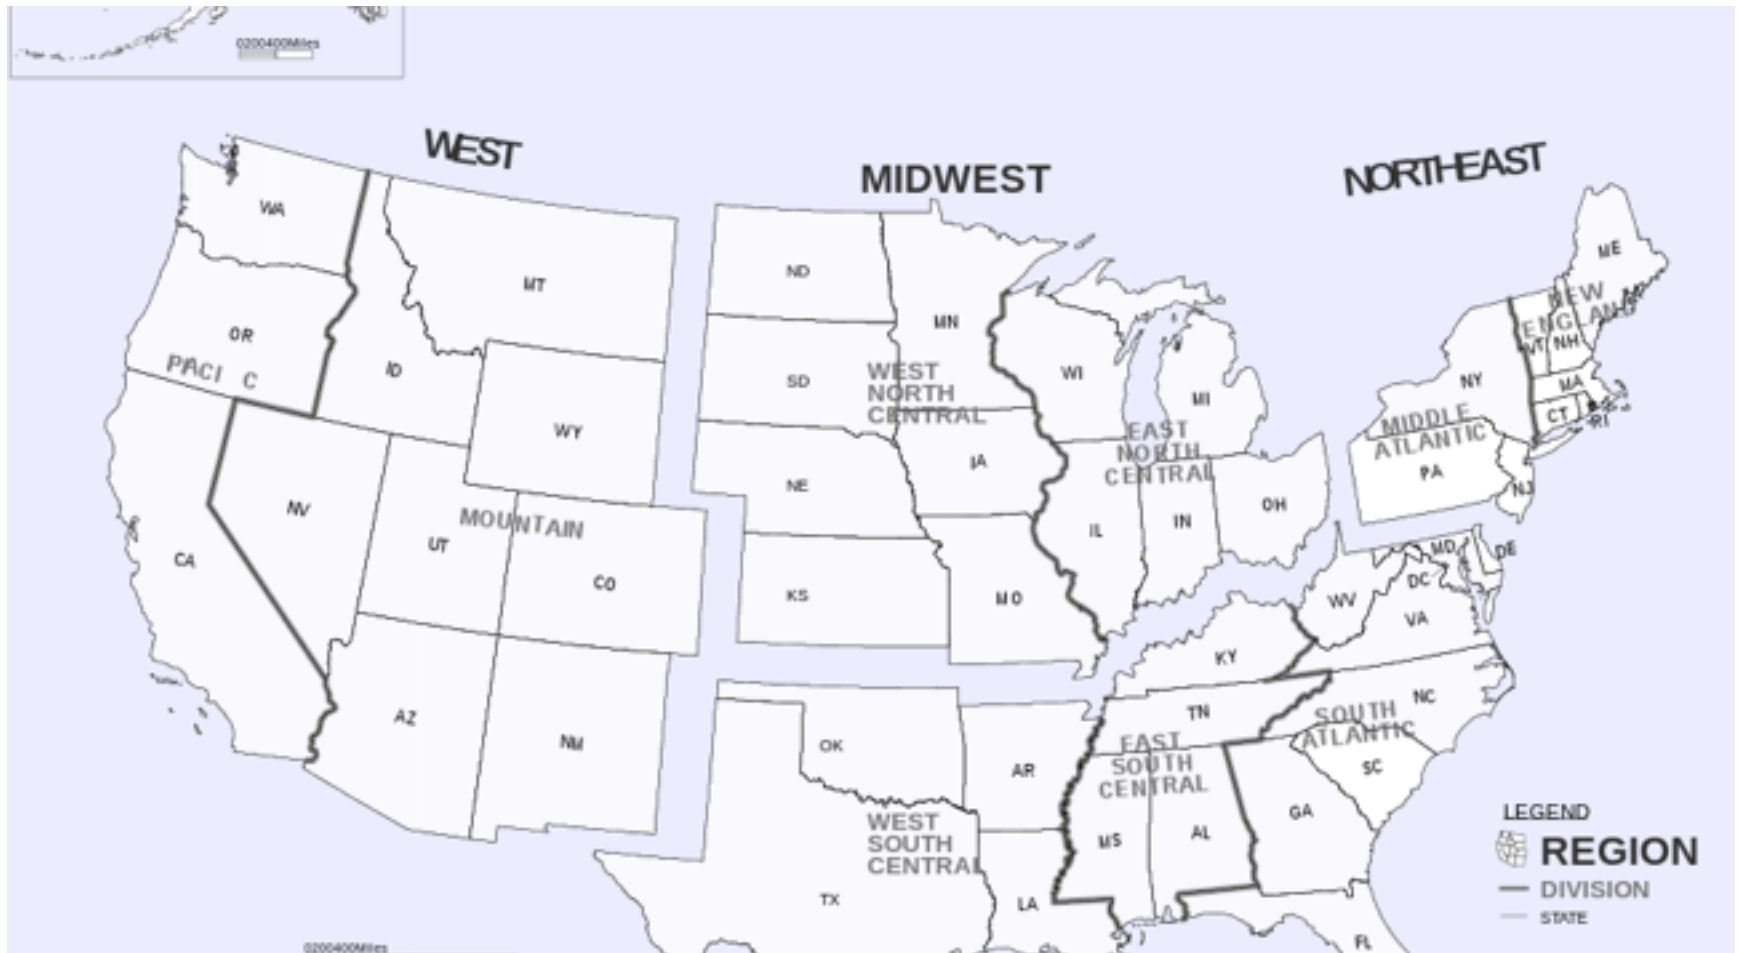 0200400Miles
WEST
MIDWEST
NORTHEAST
WA
MT
OR
ID
WY
PACI C
NV
UT
CO
CA
MOUNTAIN
AZ
NM
ND
MN
SD
WEST
NORTH
CENTRAL
NE
IA
KS
MO
WI
MI
EAST
NORTH
CENTRAL
IL
IN
OH
ME
NEW
ENGLAND
VT
NH
MA
CT
RI
NY
MIDDLE
ATLANTIC
PA
NJ
MD
DE
DC
WV
VA
KY
TN
NC
SOUTH
ATLANTIC
SC
GA
FL
EAST
SOUTH
CENTRAL
MS
AL
OK
AR
WEST
SOUTH
CENTRAL
TX
LA
LEGEND
REGION
DIVISION
STATE
0200400Miles